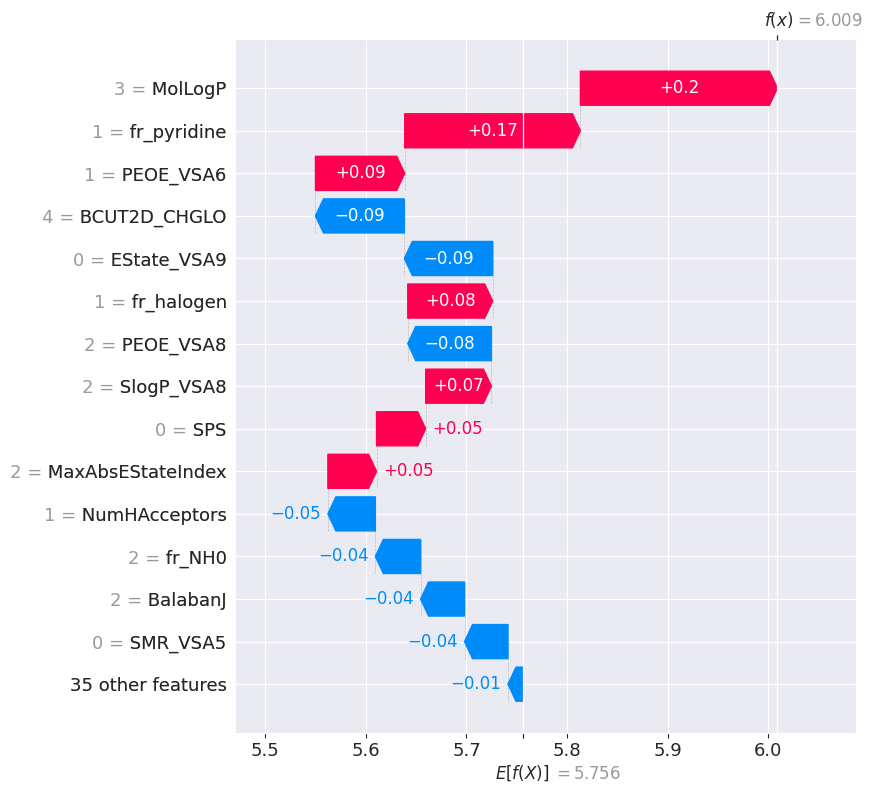 f(x) = 6.009
3 = MolLogP
+0.2
1 = fr_pyridine
+0.17
1 = PEOE_VSA6
+0.09
4 = BCUT2D_CHGLO
−0.09
0 = EState_VSA9
−0.09
1 = fr_halogen
+0.08
2 = PEOE_VSA8
−0.08
2 = SlogP_VSA8
+0.07
0 = SPS
+0.05
2 = MaxAbsEStateIndex
+0.05
1 = NumHAcceptors
−0.05
2 = fr_NH0
−0.04
2 = BalabanJ
−0.04
0 = SMR_VSA5
−0.04
35 other features
−0.01
5.5 5.6 5.7 5.8 5.9 6.0
E[f(X)] = 5.756